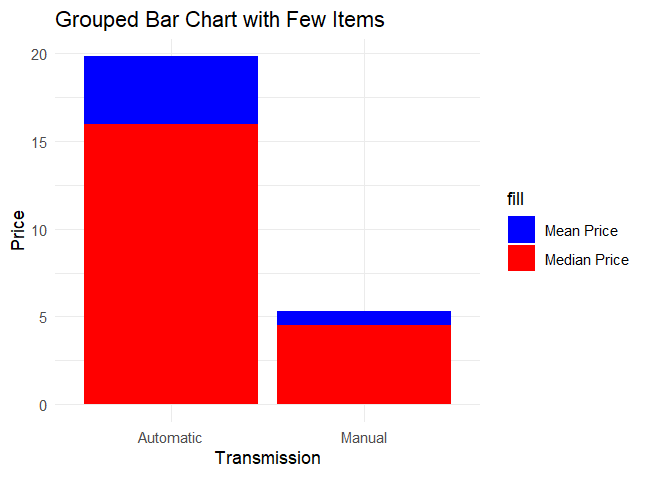 Grouped Bar Chart with Few Items
20
15
10
5
0
Price
Automatic
Manual
Transmission
fill
Mean Price
Median Price